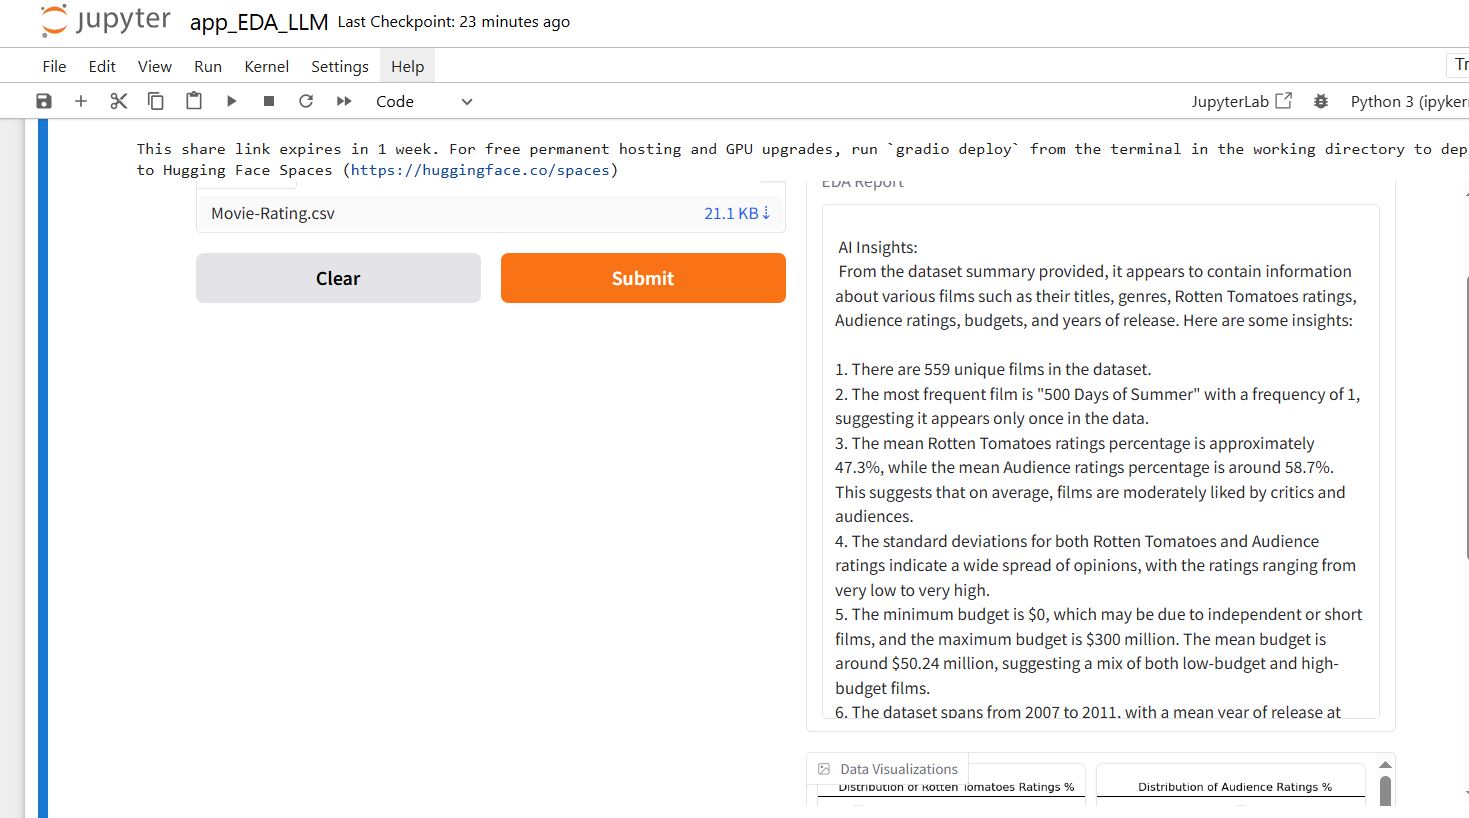 jupyter app_EDA_LLM Last Checkpoint: 23 minutes ago
File Edit View Run Kernel Settings Help
Tr
Code
JupyterLab
Python 3 (ipyker
This share link expires in 1 week. For free permanent hosting and GPU upgrades, run `gradio deploy` from the terminal in the working directory to dep
to Hugging Face Spaces (https://huggingface.co/spaces)
EDA Report
Movie-Rating.csv 21.1 KB ⇣
Clear
Submit
AI Insights:
From the dataset summary provided, it appears to contain information
about various films such as their titles, genres, Rotten Tomatoes ratings,
Audience ratings, budgets, and years of release. Here are some insights:
1. There are 559 unique films in the dataset.
2. The most frequent film is "500 Days of Summer" with a frequency of 1,
suggesting it appears only once in the data.
3. The mean Rotten Tomatoes ratings percentage is approximately
47.3%, while the mean Audience ratings percentage is around 58.7%.
This suggests that on average, films are moderately liked by critics and
audiences.
4. The standard deviations for both Rotten Tomatoes and Audience
ratings indicate a wide spread of opinions, with the ratings ranging from
very low to very high.
5. The minimum budget is $0, which may be due to independent or short
films, and the maximum budget is $300 million. The mean budget is
around $50.24 million, suggesting a mix of both low-budget and high-
budget films.
6. The dataset spans from 2007 to 2011, with a mean year of release at
Data Visualizations
Distribution of Rotten Tomatoes Ratings %
Distribution of Audience Ratings %